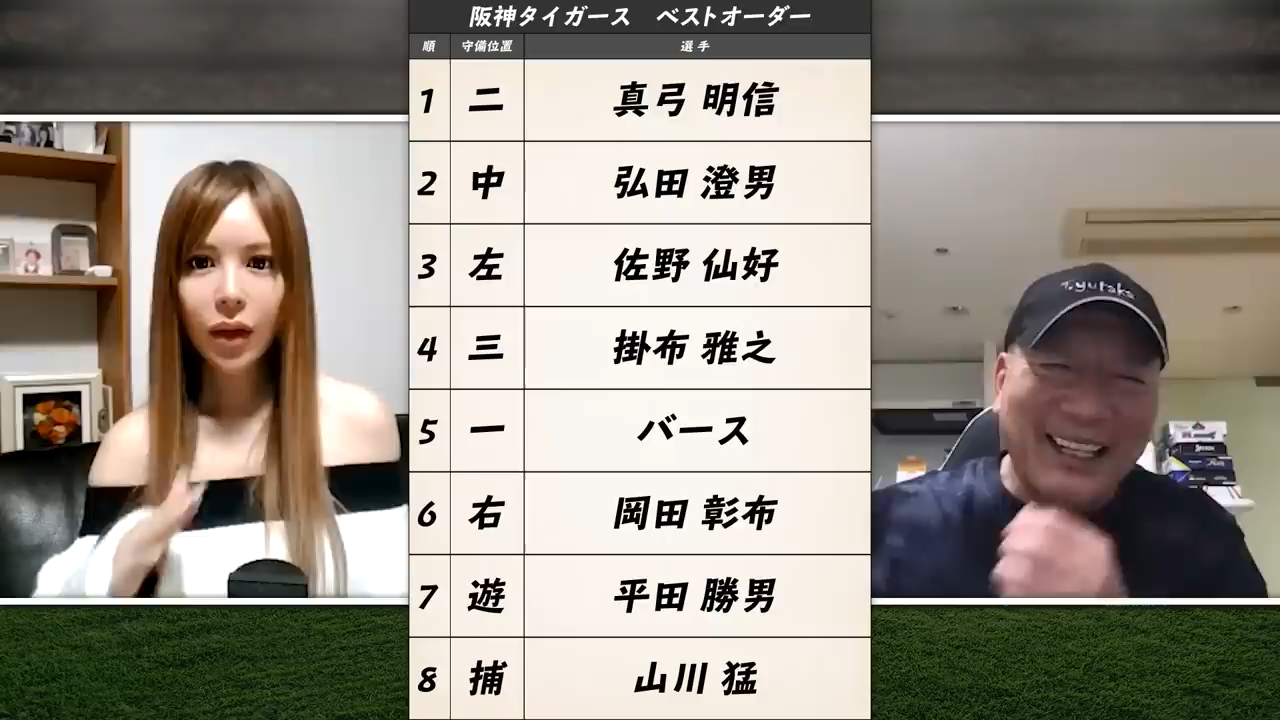 阪神タイガース ベストオーダー
順 守備位置 選手
1 二 真弓 明信
2 中 弘田 澄男
3 左 佐野 仙好
4 三 掛布 雅之
5 一 バース
6 右 岡田 彰布
7 遊 平田 勝男
8 捕 山川 猛